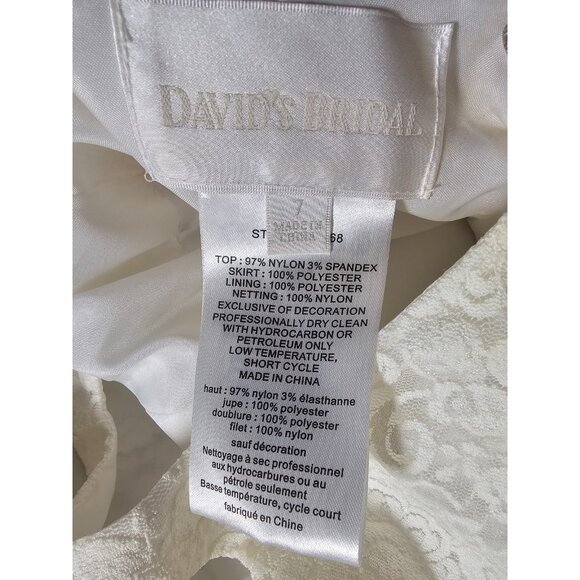 DAVID'S BRIDAL
7
MADE IN
CHINA
ST 68
TOP : 97% NYLON 3% SPANDEX
SKIRT : 100% POLYESTER
LINING : 100% POLYESTER
NETTING : 100% NYLON
EXCLUSIVE OF DECORATION
PROFESSIONALLY DRY CLEAN
WITH HYDROCARBON OR
PETROLEUM ONLY
LOW TEMPERATURE,
SHORT CYCLE
MADE IN CHINA
haut : 97% nylon 3% élasthanne
jupe : 100% polyester
doublure : 100% polyester
filet : 100% nylon
sauf décoration
Nettoyage à sec professionnel
aux hydrocarbures ou au
pétrole seulement
Basse température, cycle court
fabriqué en Chine